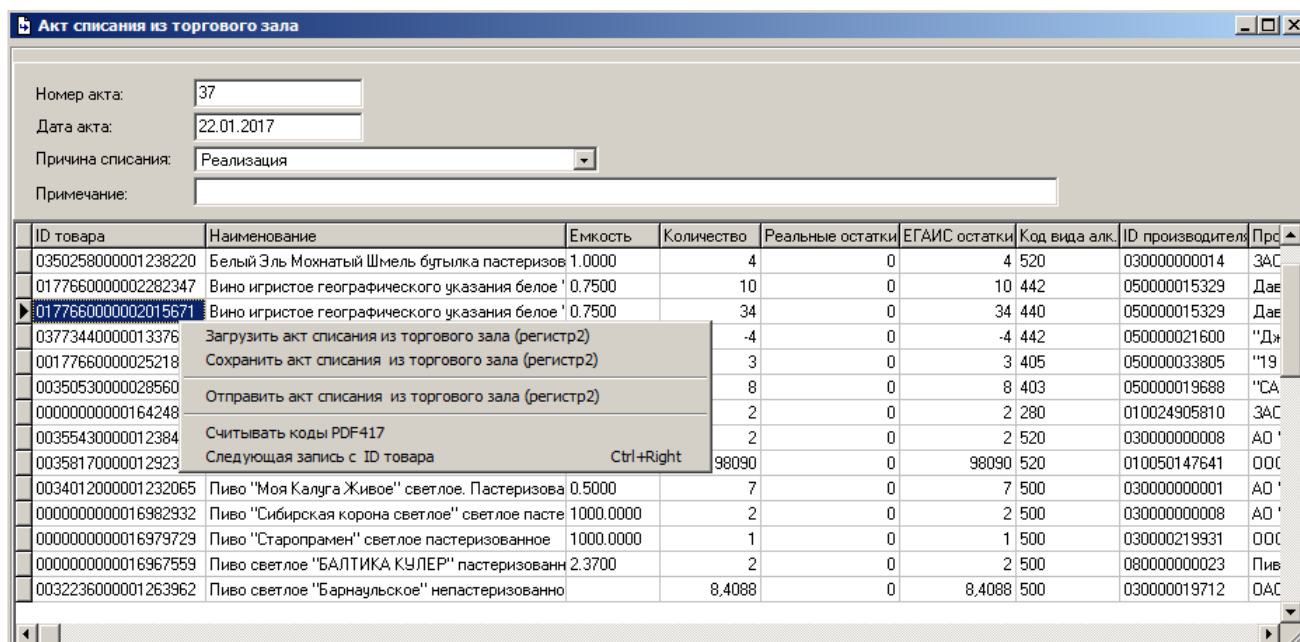 Акт списания из торгового зала
Номер акта: 37
Дата акта: 22.01.2017
Причина списания: Реализация
Примечание:
ID товара Наименование Емкость Количество Реальные остатки ЕГАИС остатки Код вида алк. ID производителя Про
0350258000001238220 Белый Эль Мохнатый Шмель бутылка пастеризов 1.0000 4 0 4 520 030000000014 ЗАО
0177660000002282347 Вино игристое географического указания белое " 0.7500 10 0 10 442 050000015329 Дав
0177660000002015671 Вино игристое географического указания белое " 0.7500 34 0 34 440 050000015329 Дав
037734400000013376 -4 0 -4 442 050000021600 "Дж
Загрузить акт списания из торгового зала (регистр2)
00177660000025218 3 0 3 405 050000033805 "19
Сохранить акт списания из торгового зала (регистр2)
00350530000028560 8 0 8 403 050000019688 "СА
Отправить акт списания из торгового зала (регистр2)
00000000000164248 2 0 2 280 010024905810 ЗАО
00355430000012384 2 0 2 520 030000000008 АО "
Считывать коды PDF417
00358170000012923 98090 0 98090 520 010050147641 ООО
Следующая запись с ID товара Ctrl+Right
0034012000001232065 Пиво "Моя Калуга Живое" светлое. Пастеризова 0.5000 7 0 7 500 030000000001 АО "
0000000000016982932 Пиво "Сибирская корона светлое" светлое пасте 1000.0000 2 0 2 500 030000000008 АО "
0000000000016979729 Пиво "Старопрамен" светлое пастеризованное 1000.0000 1 0 1 500 030000219931 ООО
0000000000016967559 Пиво светлое "БАЛТИКА КУЛЕР" пастеризованн 2.3700 2 0 2 500 080000000023 Пив
0032236000001263962 Пиво светлое "Барнаульское" непастеризованно 8,4088 0 8,4088 500 030000019712 ОАО